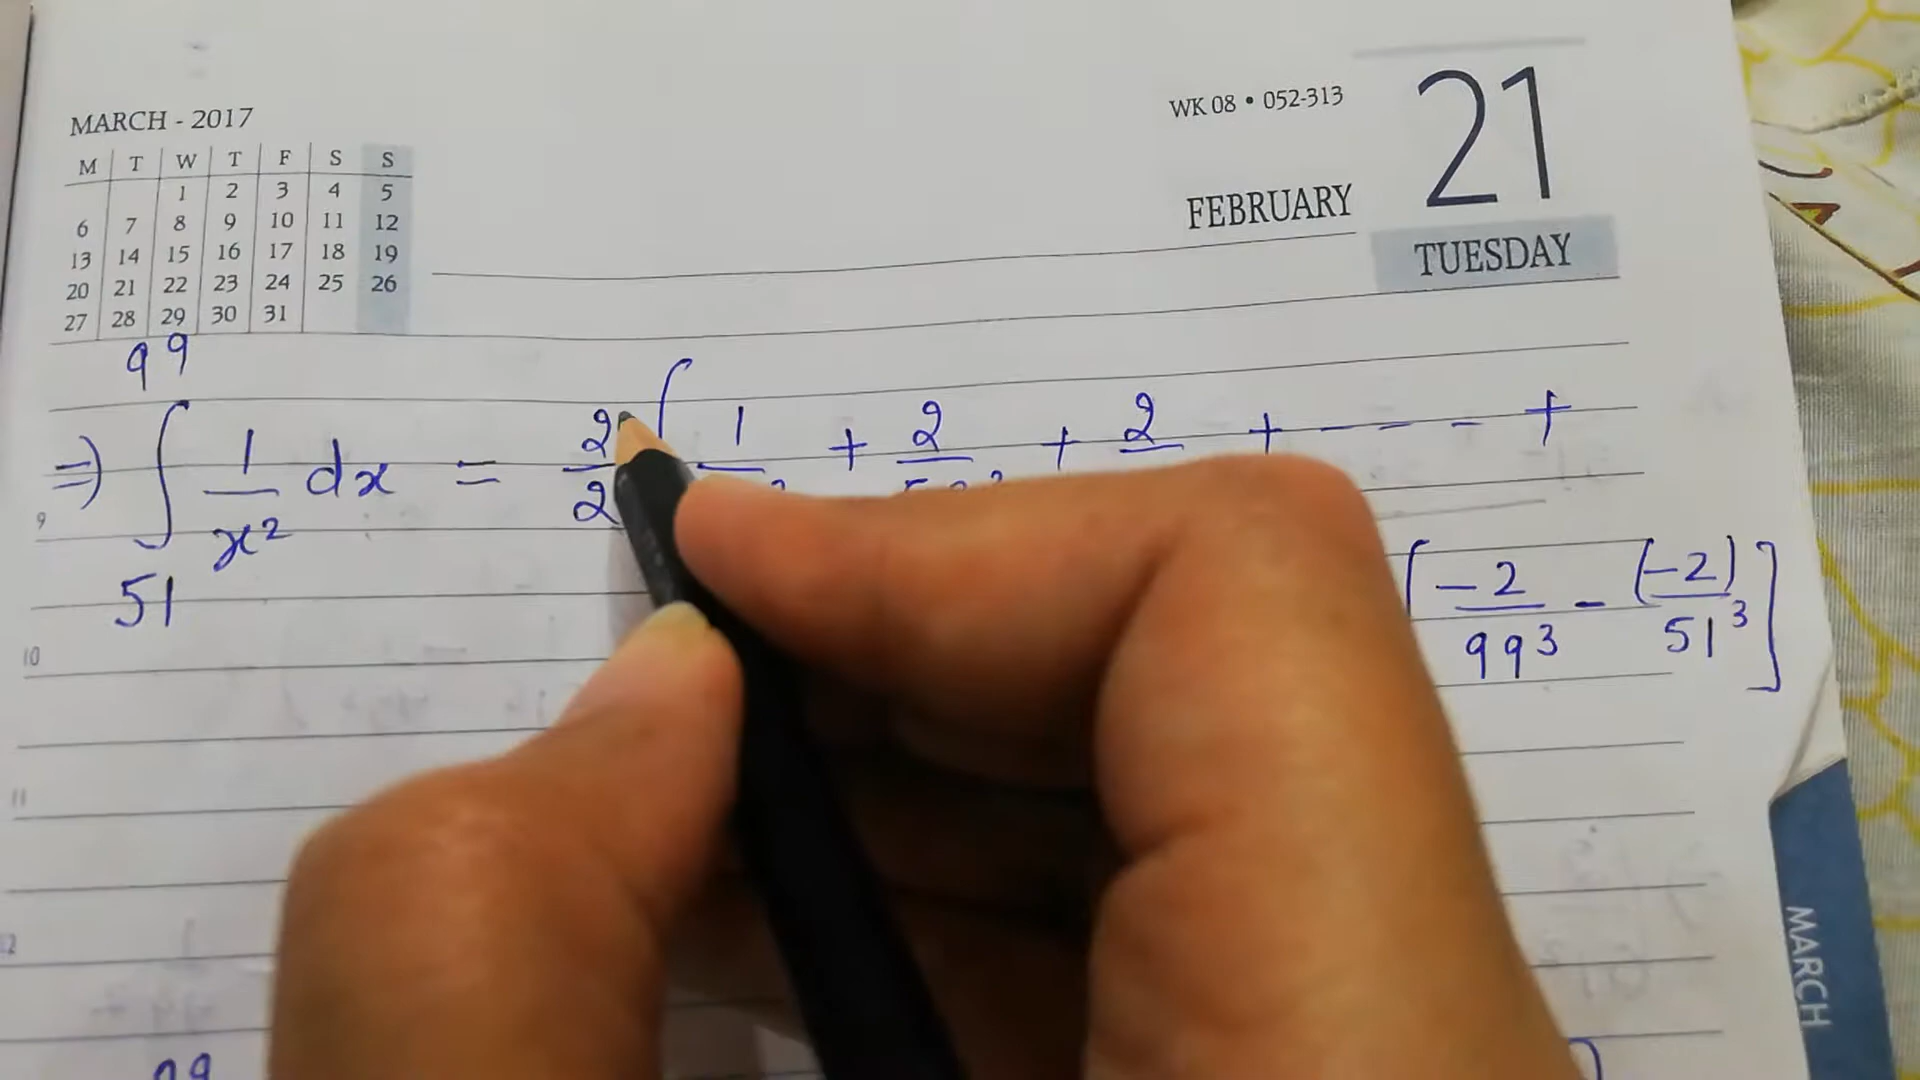 MARCH - 2017
WK 08 • 052-313
21
FEBRUARY
TUESDAY
M T W T F S S
1 2 3 4 5
6 7 8 9 10 11 12
13 14 15 16 17 18 19
20 21 22 23 24 25 26
27 28 29 30 31
99
=> ∫ 1/x² dx = 2/2 [ 1 + 2 + 2 + - - - +
51
9
[ -2/99³ - (-2)/51³ ]
10
11
12
MARCH
99